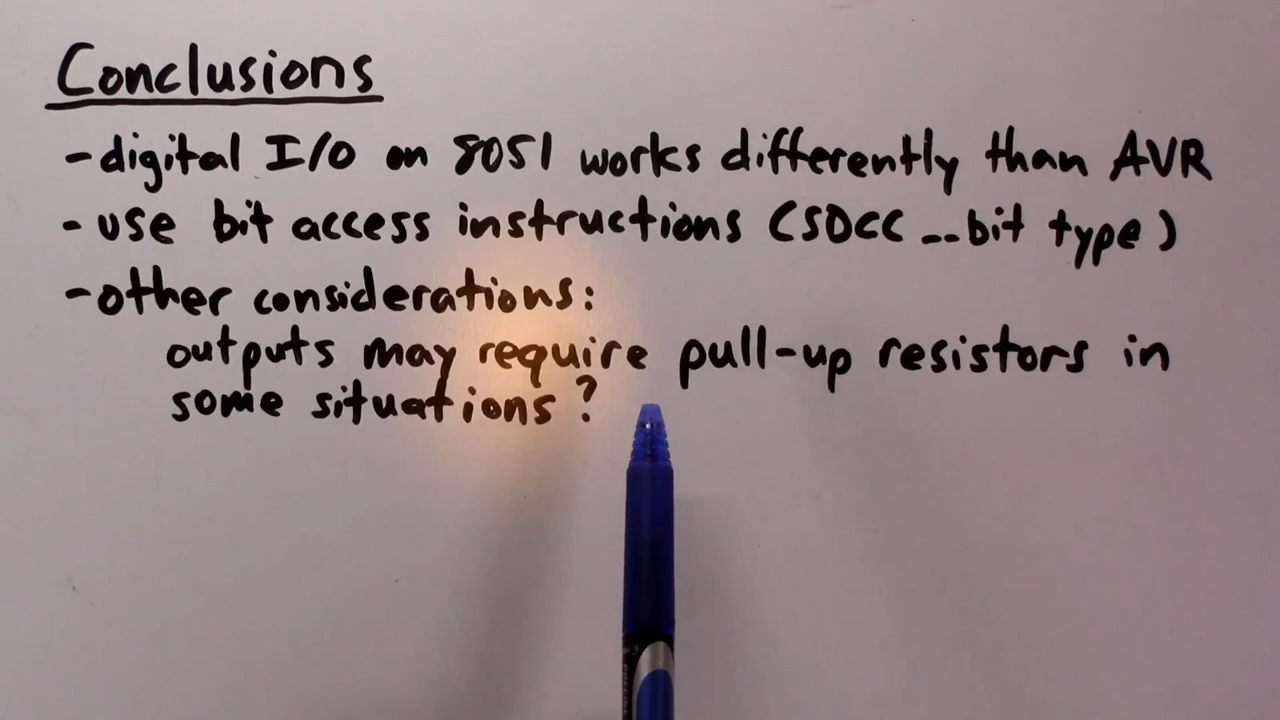 Conclusions
- digital I/O on 8051 works differently than AVR
- use bit access instructions (SDCC __bit type)
- other considerations:
outputs may require pull-up resistors in
some situations?